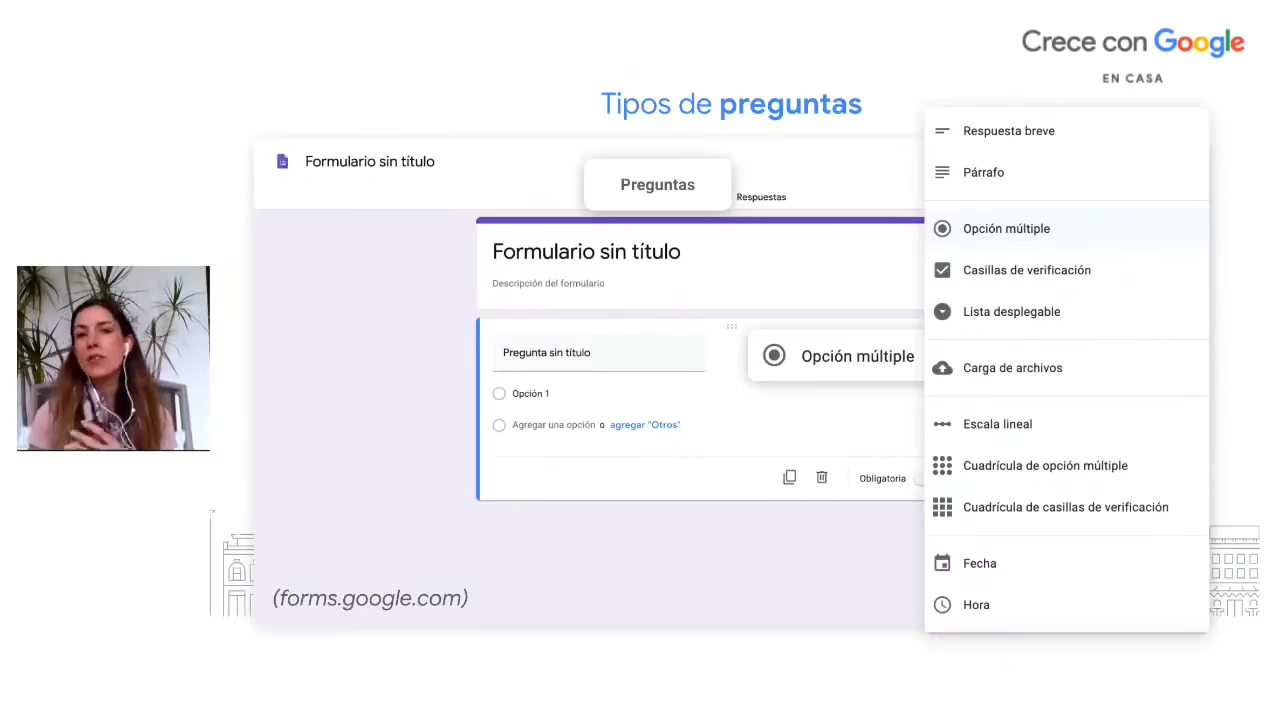 Crece con Google
EN CASA
Tipos de preguntas
Formulario sin título
Preguntas
Respuestas
Formulario sin título
Descripción del formulario
Pregunta sin título
Opción múltiple
Opción 1
Agregar una opción o agregar "Otros"
Obligatoria
(forms.google.com)
Respuesta breve
Párrafo
Opción múltiple
Casillas de verificación
Lista desplegable
Carga de archivos
Escala lineal
Cuadrícula de opción múltiple
Cuadrícula de casillas de verificación
Fecha
Hora